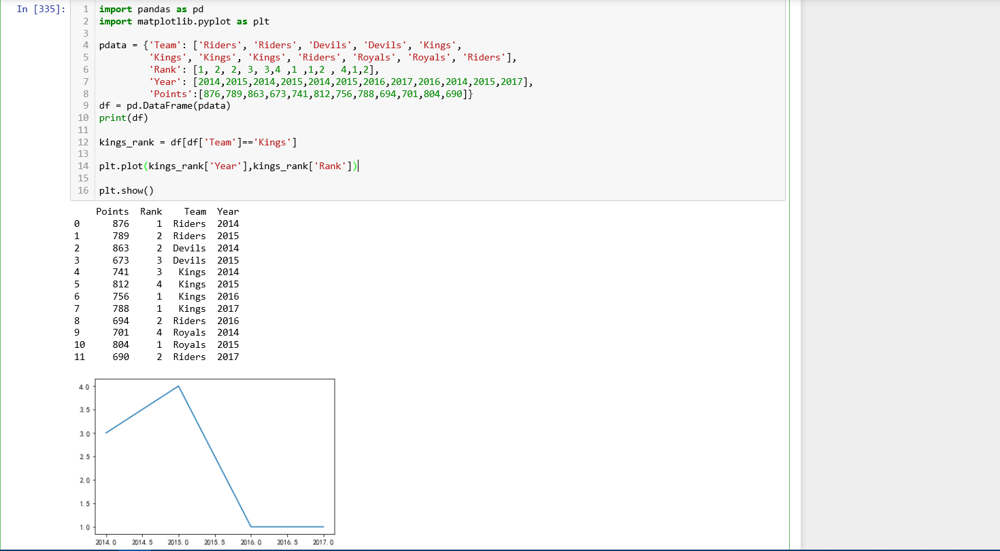 In [335]:
1 import pandas as pd
2 import matplotlib.pyplot as plt
3
4 pdata = {'Team': ['Riders', 'Riders', 'Devils', 'Devils', 'Kings',
5          'Kings', 'Kings', 'Kings', 'Riders', 'Royals', 'Royals', 'Riders'],
6          'Rank': [1, 2, 2, 3, 3,4 ,1 ,1,2 , 4,1,2],
7          'Year': [2014,2015,2014,2015,2014,2015,2016,2017,2016,2014,2015,2017],
8          'Points':[876,789,863,673,741,812,756,788,694,701,804,690]}
9 df = pd.DataFrame(pdata)
10 print(df)
11
12 kings_rank = df[df['Team']=='Kings']
13
14 plt.plot(kings_rank['Year'],kings_rank['Rank'])
15
16 plt.show()
    Points  Rank    Team  Year
0      876     1  Riders  2014
1      789     2  Riders  2015
2      863     2  Devils  2014
3      673     3  Devils  2015
4      741     3   Kings  2014
5      812     4   Kings  2015
6      756     1   Kings  2016
7      788     1   Kings  2017
8      694     2  Riders  2016
9      701     4  Royals  2014
10     804     1  Royals  2015
11     690     2  Riders  2017
4.0
3.5
3.0
2.5
2.0
1.5
1.0
2014.0 2014.5 2015.0 2015.5 2016.0 2016.5 2017.0